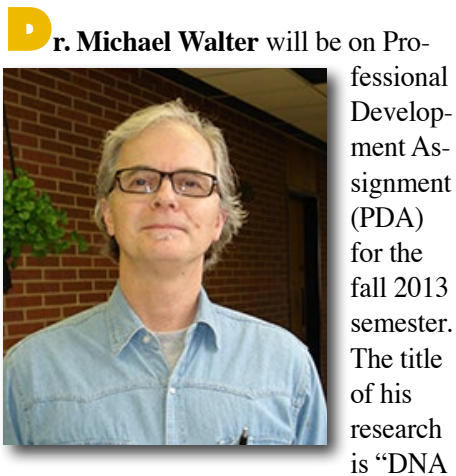 Dr. Michael Walter will be on Pro-
fessional
Develop-
ment As-
signment
(PDA)
for the
fall 2013
semester.
The title
of his
research
is “DNA